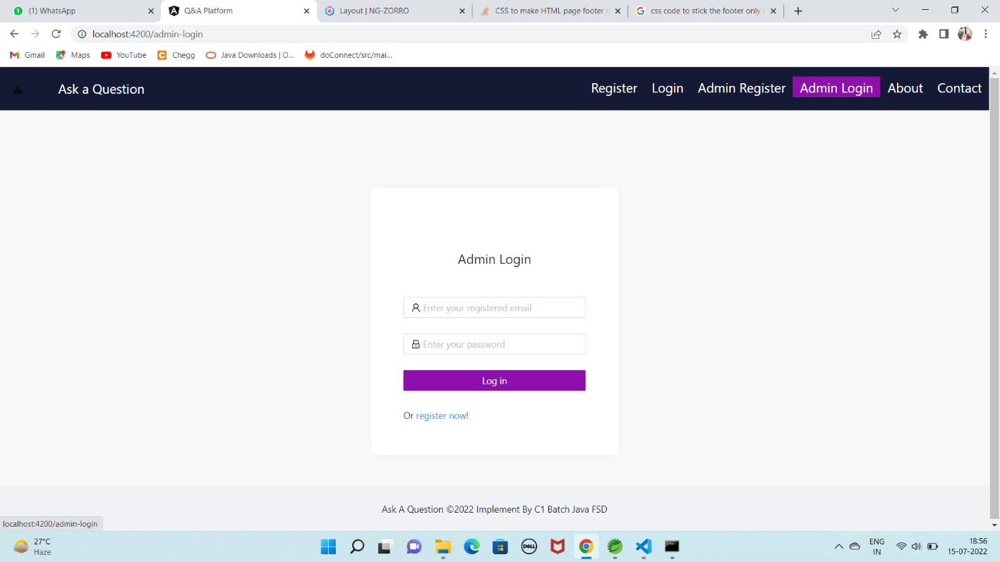 (1) WhatsApp
Q&A Platform
Layout | NG-ZORRO
CSS to make HTML page footer s
css code to stick the footer only a
localhost:4200/admin-login
Gmail
Maps
YouTube
Chegg
Java Downloads | O...
doConnect/src/mai...
Ask a Question
Register
Login
Admin Register
Admin Login
About
Contact
Admin Login
Enter your registered email
Enter your password
Log in
Or register now!
Ask A Question ©2022 Implement By C1 Batch Java FSD
localhost:4200/admin-login
27°C
Haze
DELL
ENG
IN
18:56
15-07-2022